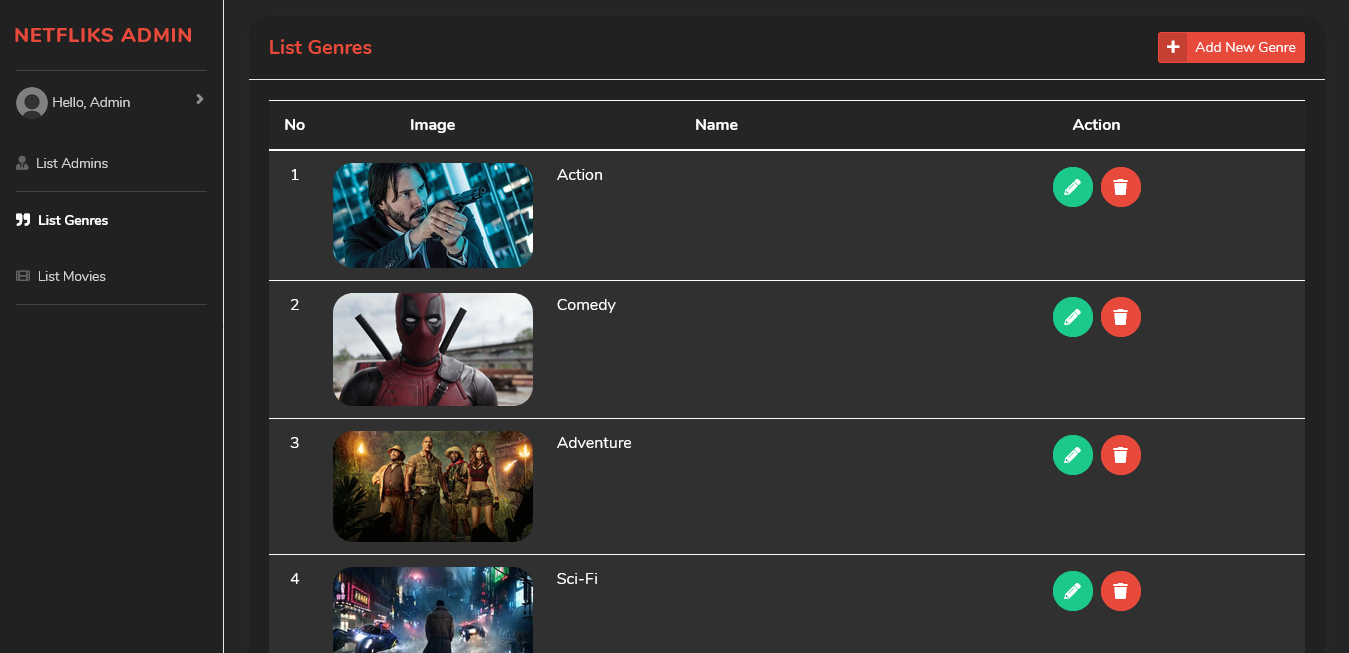 NETFLIKS ADMIN
Hello, Admin
List Admins
List Genres
List Movies
List Genres
Add New Genre
No Image Name Action
1 Action
2 Comedy
3 Adventure
4 Sci-Fi